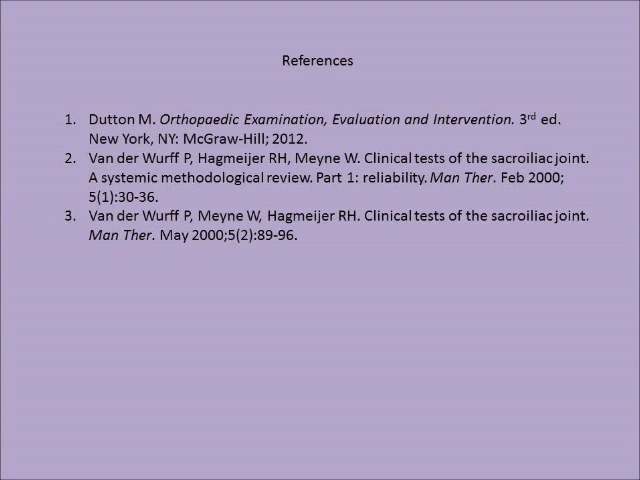 References
1. Dutton M. Orthopaedic Examination, Evaluation and Intervention. 3rd ed.
New York, NY: McGraw-Hill; 2012.
2. Van der Wurff P, Hagmeijer RH, Meyne W. Clinical tests of the sacroiliac joint.
A systemic methodological review. Part 1: reliability. Man Ther. Feb 2000;
5(1):30-36.
3. Van der Wurff P, Meyne W, Hagmeijer RH. Clinical tests of the sacroiliac joint.
Man Ther. May 2000;5(2):89-96.